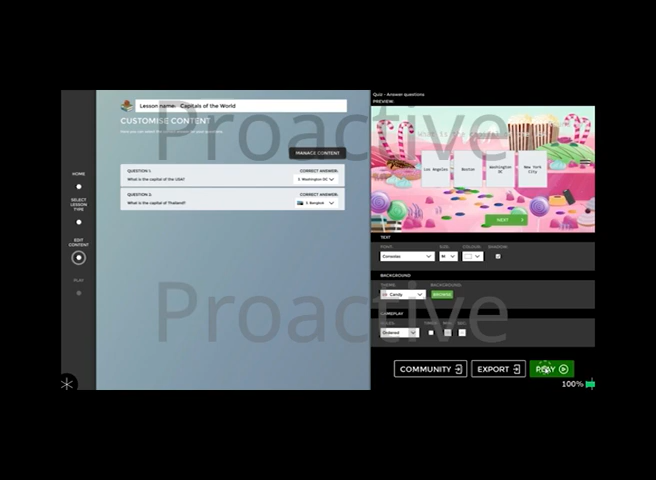 Lesson name: Capitals of the World
CUSTOMISE CONTENT
MANAGE CONTENT
QUESTION 1:
CORRECT ANSWER:
What is the capital of the USA?
Washington DC
QUESTION 2:
CORRECT ANSWER:
What is the capital of Thailand?
Bangkok
HOME
SELECT
LESSON
TYPE
EDIT
CONTENT
PLAY
Quiz - Answer questions
PREVIEW:
Los Angeles
Boston
Washington
DC
New York
City
NEXT
TEXT
FONT:
SIZE:
COLOUR:
SHADOW:
Consolas
M
BACKGROUND
BACKGROUND:
Candy
BROWSE
GAMEPLAY
Ordered
COMMUNITY
EXPORT
PLAY
100%
Proactive
Proactive